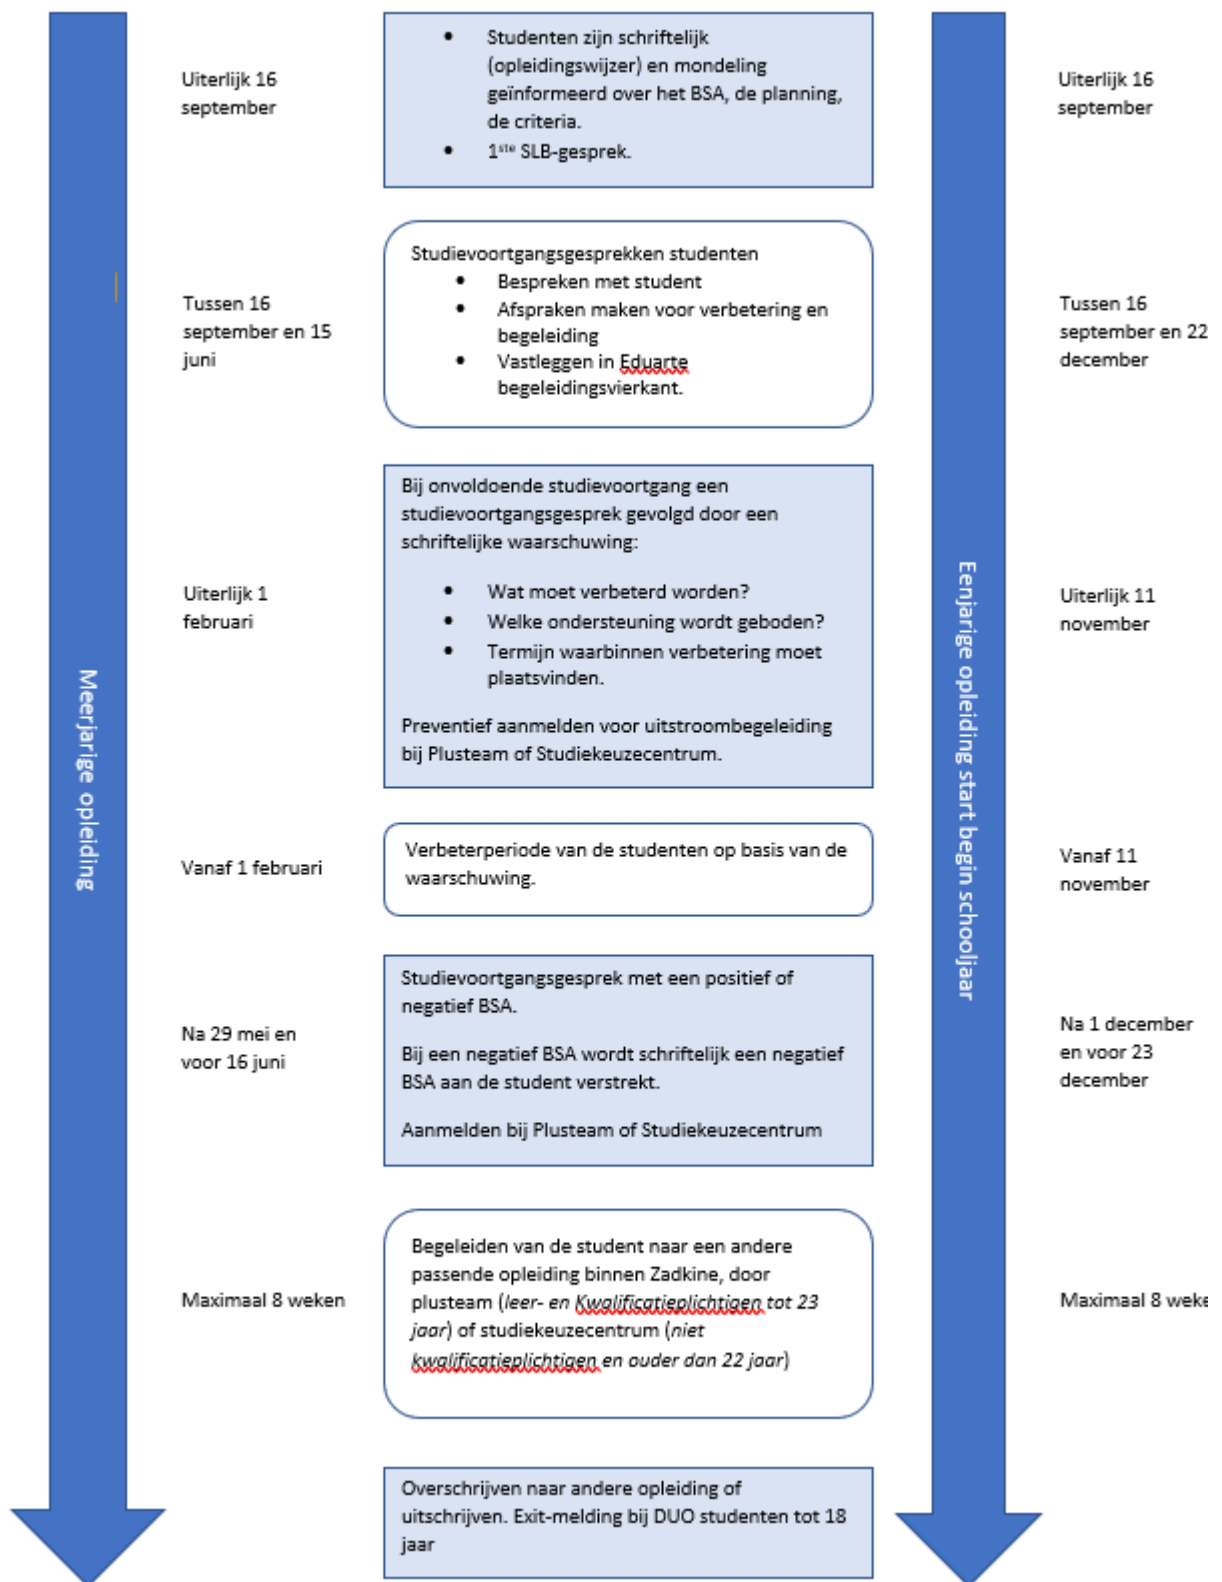 Meerjarige opleiding
Eenjarige opleiding start begin schooljaar
Uiterlijk 16
september
• Studenten zijn schriftelijk
(opleidingswijzer) en mondeling
geïnformeerd over het BSA, de planning,
de criteria.
• 1ste SLB-gesprek.
Uiterlijk 16
september
Tussen 16
september en 15
juni
Studievoortgangsgesprekken studenten
• Bespreken met student
• Afspraken maken voor verbetering en
begeleiding
• Vastleggen in Eduarte
begeleidingsvierkant.
Tussen 16
september en 22
december
Uiterlijk 1
februari
Bij onvoldoende studievoortgang een
studievoortgangsgesprek gevolgd door een
schriftelijke waarschuwing:
• Wat moet verbeterd worden?
• Welke ondersteuning wordt geboden?
• Termijn waarbinnen verbetering moet
plaatsvinden.
Preventief aanmelden voor uitstroombegeleiding
bij Plusteam of Studiekeuzecentrum.
Uiterlijk 11
november
Vanaf 1 februari
Verbeterperiode van de studenten op basis van de
waarschuwing.
Vanaf 11
november
Na 29 mei en
voor 16 juni
Studievoortgangsgesprek met een positief of
negatief BSA.
Bij een negatief BSA wordt schriftelijk een negatief
BSA aan de student verstrekt.
Aanmelden bij Plusteam of Studiekeuzecentrum
Na 1 december
en voor 23
december
Maximaal 8 weken
Begeleiden van de student naar een andere
passende opleiding binnen Zadkine, door
plusteam (leer- en Kwalificatieplichtigen tot 23
jaar) of studiekeuzecentrum (niet
kwalificatieplichtigen en ouder dan 22 jaar)
Maximaal 8 weke
Overschrijven naar andere opleiding of
uitschrijven. Exit-melding bij DUO studenten tot 18
jaar